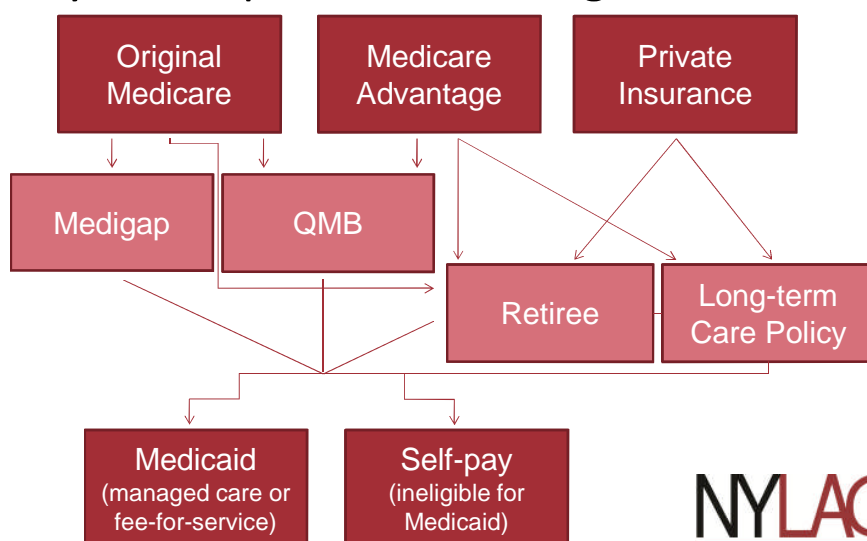 Original
Medicare
Medicare
Advantage
Private
Insurance
Medigap
QMB
Retiree
Long-term
Care Policy
Medicaid
(managed care or
fee-for-service)
Self-pay
(ineligible for
Medicaid)